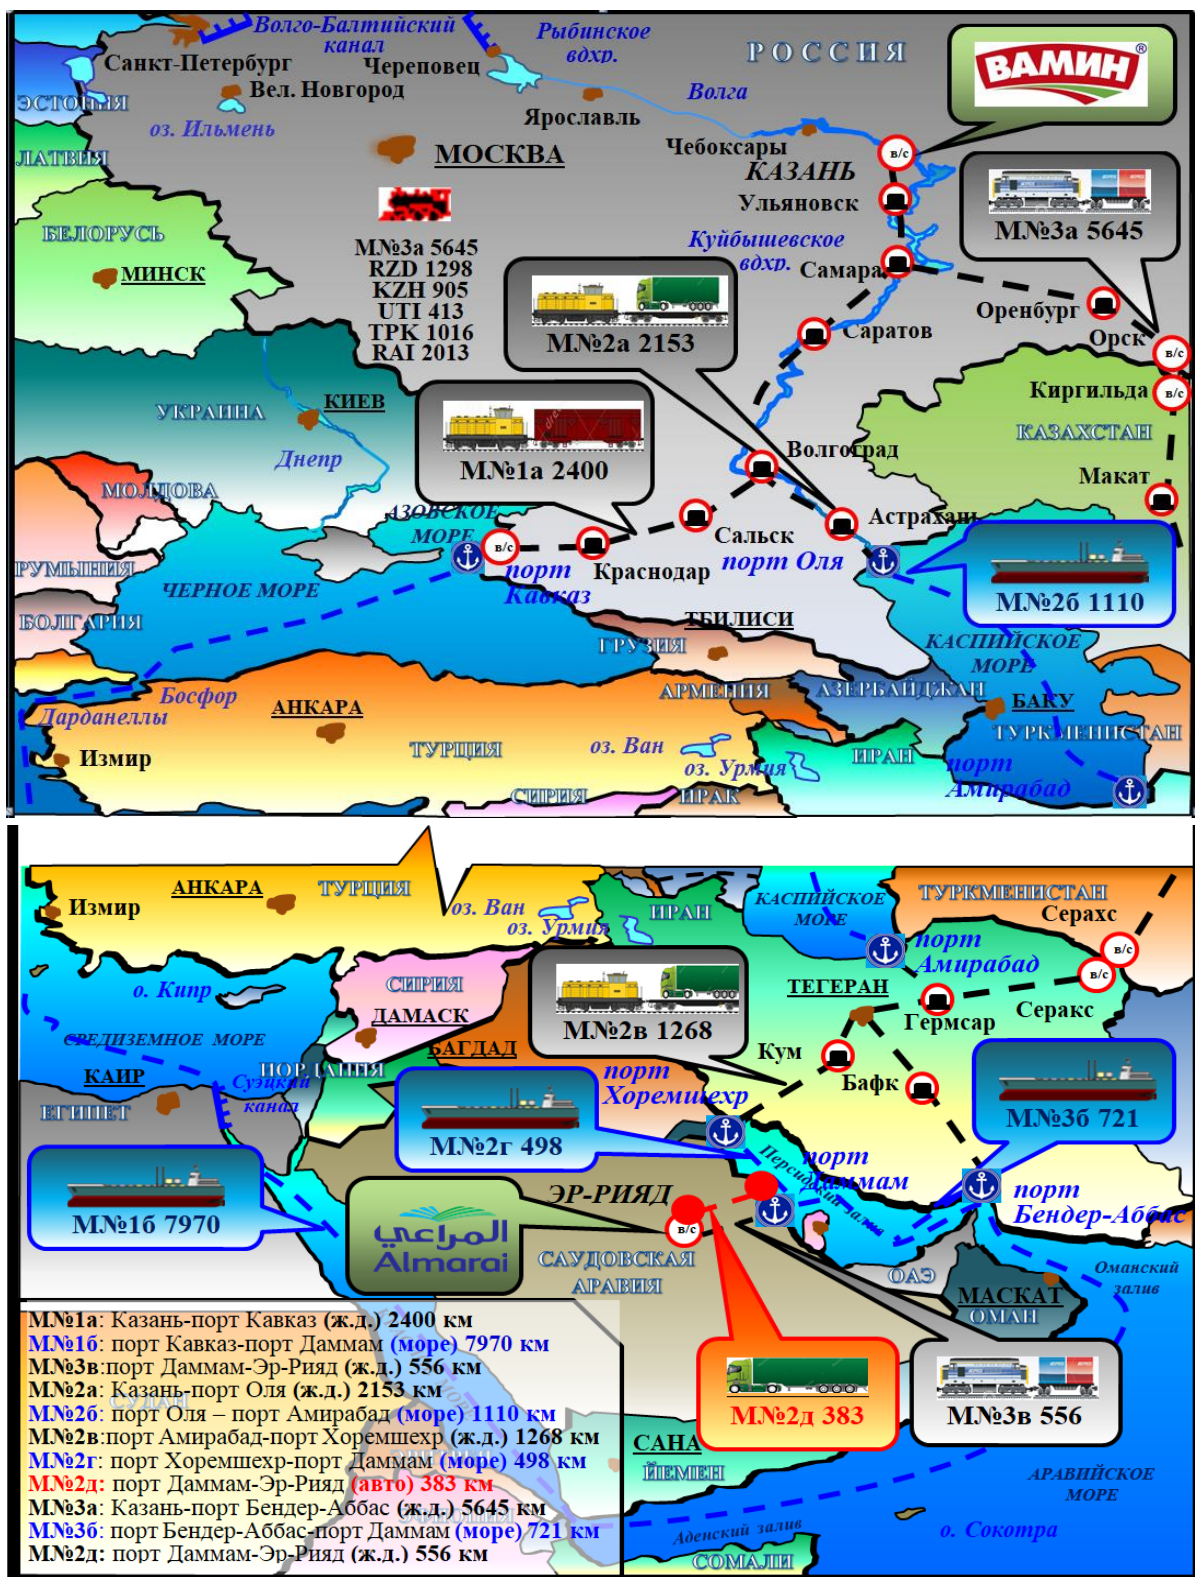 Волго-Балтийский
канал
Рыбинское
вдхр.
РОССИЯ
ВАМИН®
Санкт-Петербург
Череповец
Вел. Новгород
ЭСТОНИЯ
Волга
оз. Ильмень
Ярославль
Чебоксары
в/с
ЛАТВИЯ
МОСКВА
КАЗАНЬ
Ульяновск
М№3а 5645
БЕЛОРУСЬ
Куйбышевское
вдхр.
М№3а 5645
RZD 1298
KZH 905
UTI 413
TPK 1016
RAI 2013
МИНСК
Самара
Оренбург
Саратов
Орск
в/с
М№2а 2153
Киргильда
в/с
КИЕВ
УКРАИНА
КАЗАХСТАН
Днепр
Волгоград
М№1а 2400
Макат
МОЛДОВА
АЗОВСКОЕ
МОРЕ
Астрахань
Сальск
в/с
порт
Кавказ
Краснодар
порт Оля
РУМЫНИЯ
ЧЕРНОЕ МОРЕ
М№2б 1110
БОЛГАРИЯ
ТБИЛИСИ
ГРУЗИЯ
КАСПИЙСКОЕ
МОРЕ
АРМЕНИЯ
АЗЕРБАЙДЖАН
Босфор
Дарданеллы
АНКАРА
БАКУ
ТУРКМЕНИСТАН
Измир
ТУРЦИЯ
оз. Ван
оз. Урмия
ИРАН
порт
Амирабад
СИРИЯ
ИРАК
АНКАРА
ТУРЦИЯ
Измир
оз. Ван
оз. Урмия
ИРАН
КАСПИЙСКОЕ
МОРЕ
ТУРКМЕНИСТАН
Серахс
порт
Амирабад
в/с
в/с
о. Кипр
СИРИЯ
ТЕГЕРАН
Гермсар
Серакс
СРЕДИЗЕМНОЕ МОРЕ
ДАМАСК
М№2в 1268
БАГДАД
Кум
Бафк
ИОРДАНИЯ
КАИР
Суэцкий
канал
ЕГИПЕТ
порт
Хоремшехр
М№2г 498
М№3б 721
Персидский залив
порт
Даммам
М№1б 7970
ЭР-РИЯД
المراعي
Almarai
в/с
порт
Бендер-Аббас
САУДОВСКАЯ
АРАВИЯ
ОАЭ
Оманский
залив
МАСКАТ
ОМАН
М№1а: Казань-порт Кавказ (ж.д.) 2400 км
М№1б: порт Кавказ-порт Даммам (море) 7970 км
М№3в:порт Даммам-Эр-Рияд (ж.д.) 556 км
М№2а: Казань-порт Оля (ж.д.) 2153 км
М№2б: порт Оля – порт Амирабад (море) 1110 км
М№2в:порт Амирабад-порт Хоремшехр (ж.д.) 1268 км
М№2г: порт Хоремшехр-порт Даммам (море) 498 км
М№2д: порт Даммам-Эр-Рияд (авто) 383 км
М№3а: Казань-порт Бендер-Аббас (ж.д.) 5645 км
М№3б: порт Бендер-Аббас-порт Даммам (море) 721 км
М№2д: порт Даммам-Эр-Рияд (ж.д.) 556 км
СУДАН
МОРЕ
М№2д 383
М№3в 556
САНА
ЙЕМЕН
АРАВИЙСКОЕ
МОРЕ
Аденский залив
о. Сокотра
СОМАЛИ